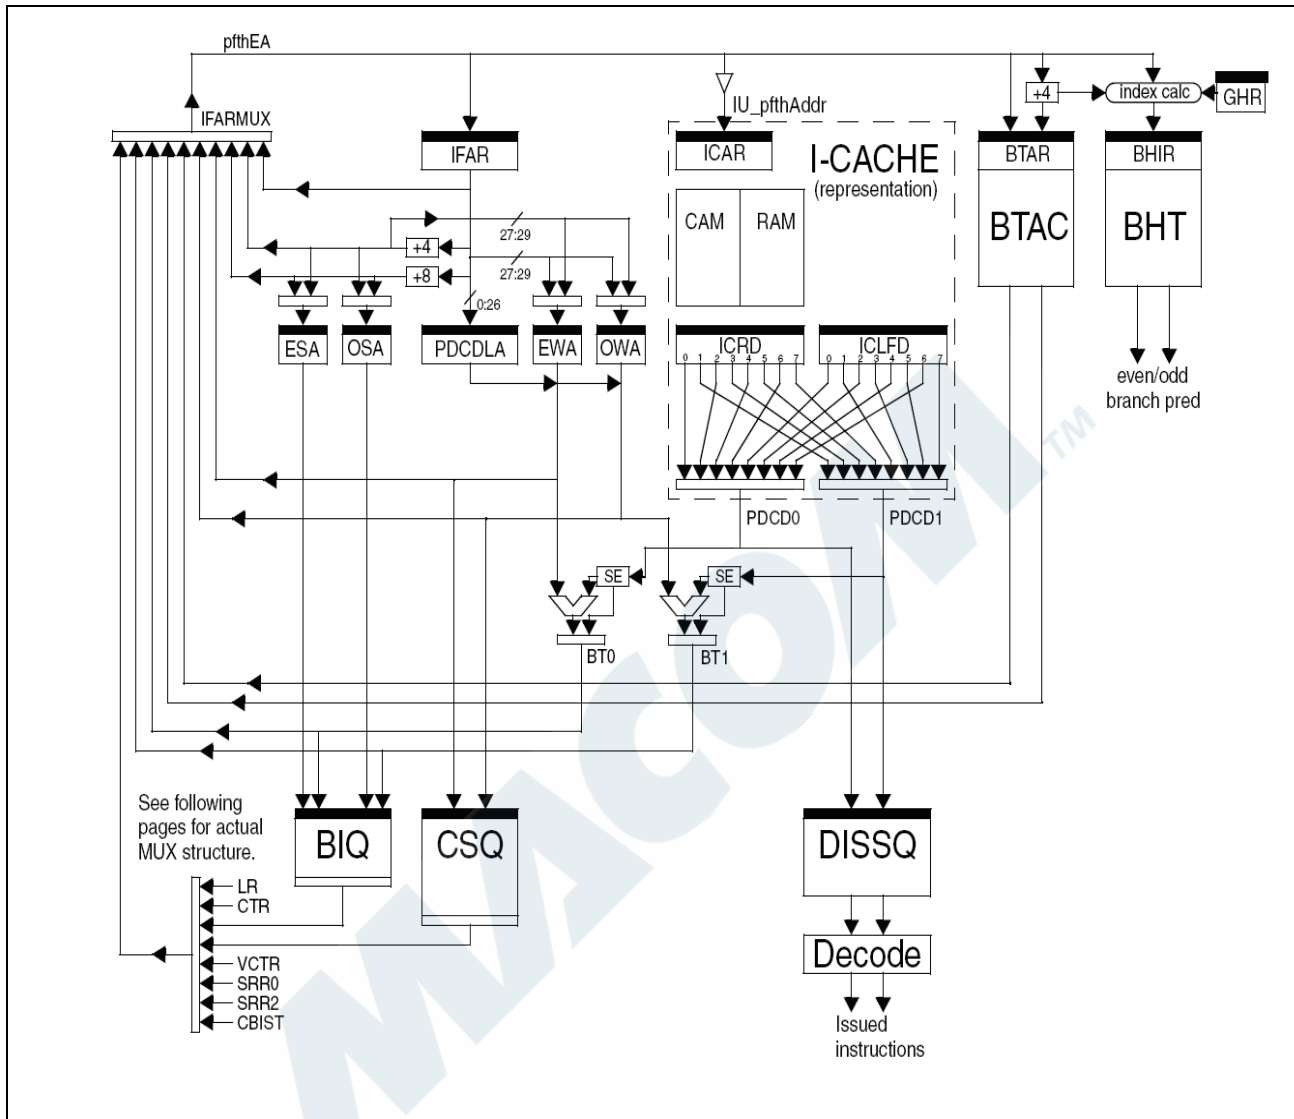 pfthEA
IFARMUX
IU_pfthAddr
+4
index calc
GHR
IFAR
ICAR
I-CACHE
(representation)
BTAR
BHIR
CAM
RAM
BTAC
BHT
27:29
+4
27:29
+8
0:26
ESA
OSA
PDCDLA
EWA
OWA
ICRD
0 1 2 3 4 5 6 7
ICLFD
0 1 2 3 4 5 6 7
even/odd
branch pred
PDCD0
PDCD1
SE
SE
BT0
BT1
See following
pages for actual
MUX structure.
BIQ
CSQ
DISSQ
LR
CTR
VCTR
SRR0
SRR2
CBIST
Decode
Issued
instructions
MACOM™